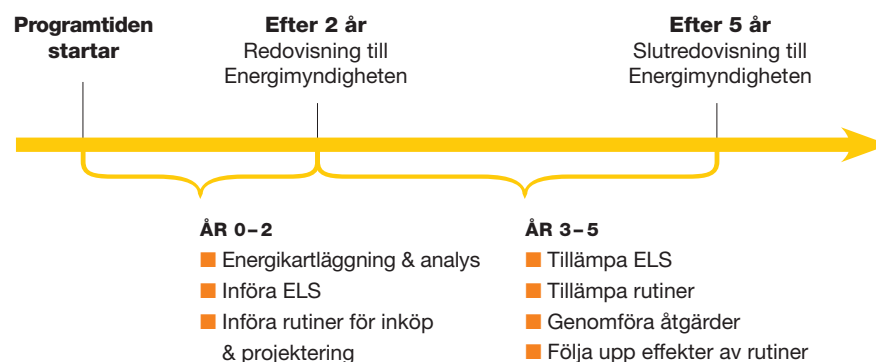 Programtiden
startar
Efter 2 år
Redovisning till
Energimyndigheten
Efter 5 år
Slutredovisning till
Energimyndigheten
ÅR 0–2
Energikartläggning & analys
Införa ELS
Införa rutiner för inköp
& projektering
ÅR 3–5
Tillämpa ELS
Tillämpa rutiner
Genomföra åtgärder
Följa upp effekter av rutiner